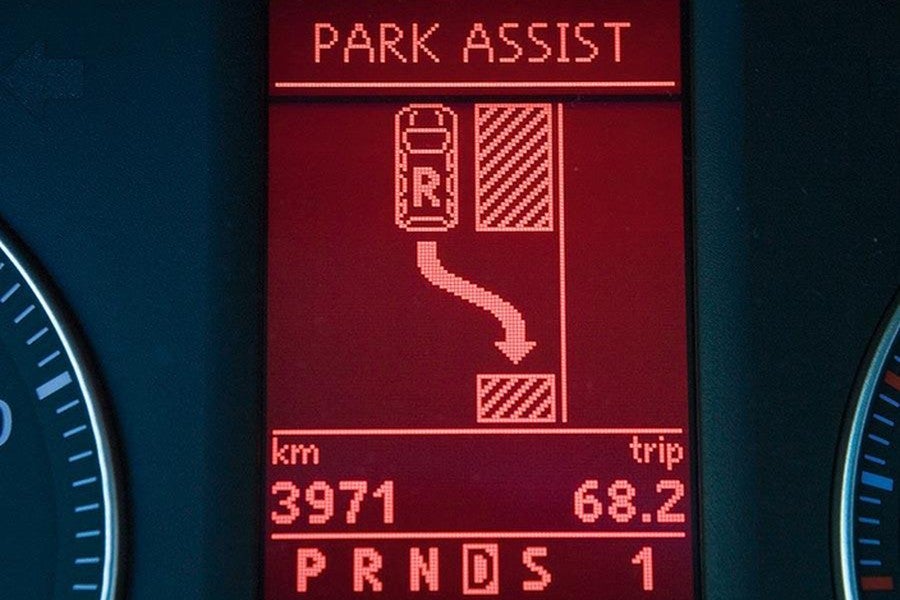 PARK ASSIST
R
km trip
3971 68.2
P R N D S 1